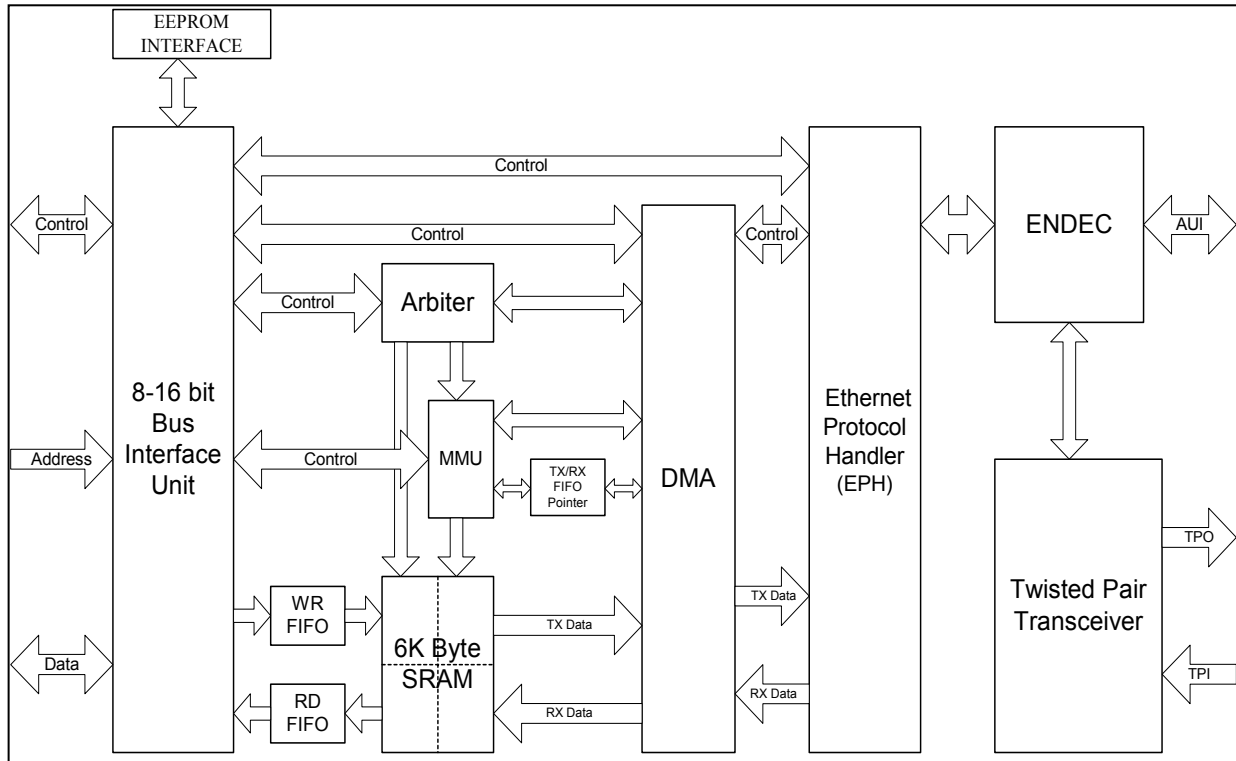 EEPROM
INTERFACE
Control
Control
Control
Control
ENDEC
AUI
Control
Arbiter
8-16 bit
Bus
Interface
Unit
Address
Control
MMU
TX/RX
FIFO
Pointer
DMA
Ethernet
Protocol
Handler
(EPH)
TPO
WR
FIFO
6K Byte
SRAM
TX Data
TX Data
Twisted Pair
Transceiver
Data
RD
FIFO
RX Data
RX Data
TPI